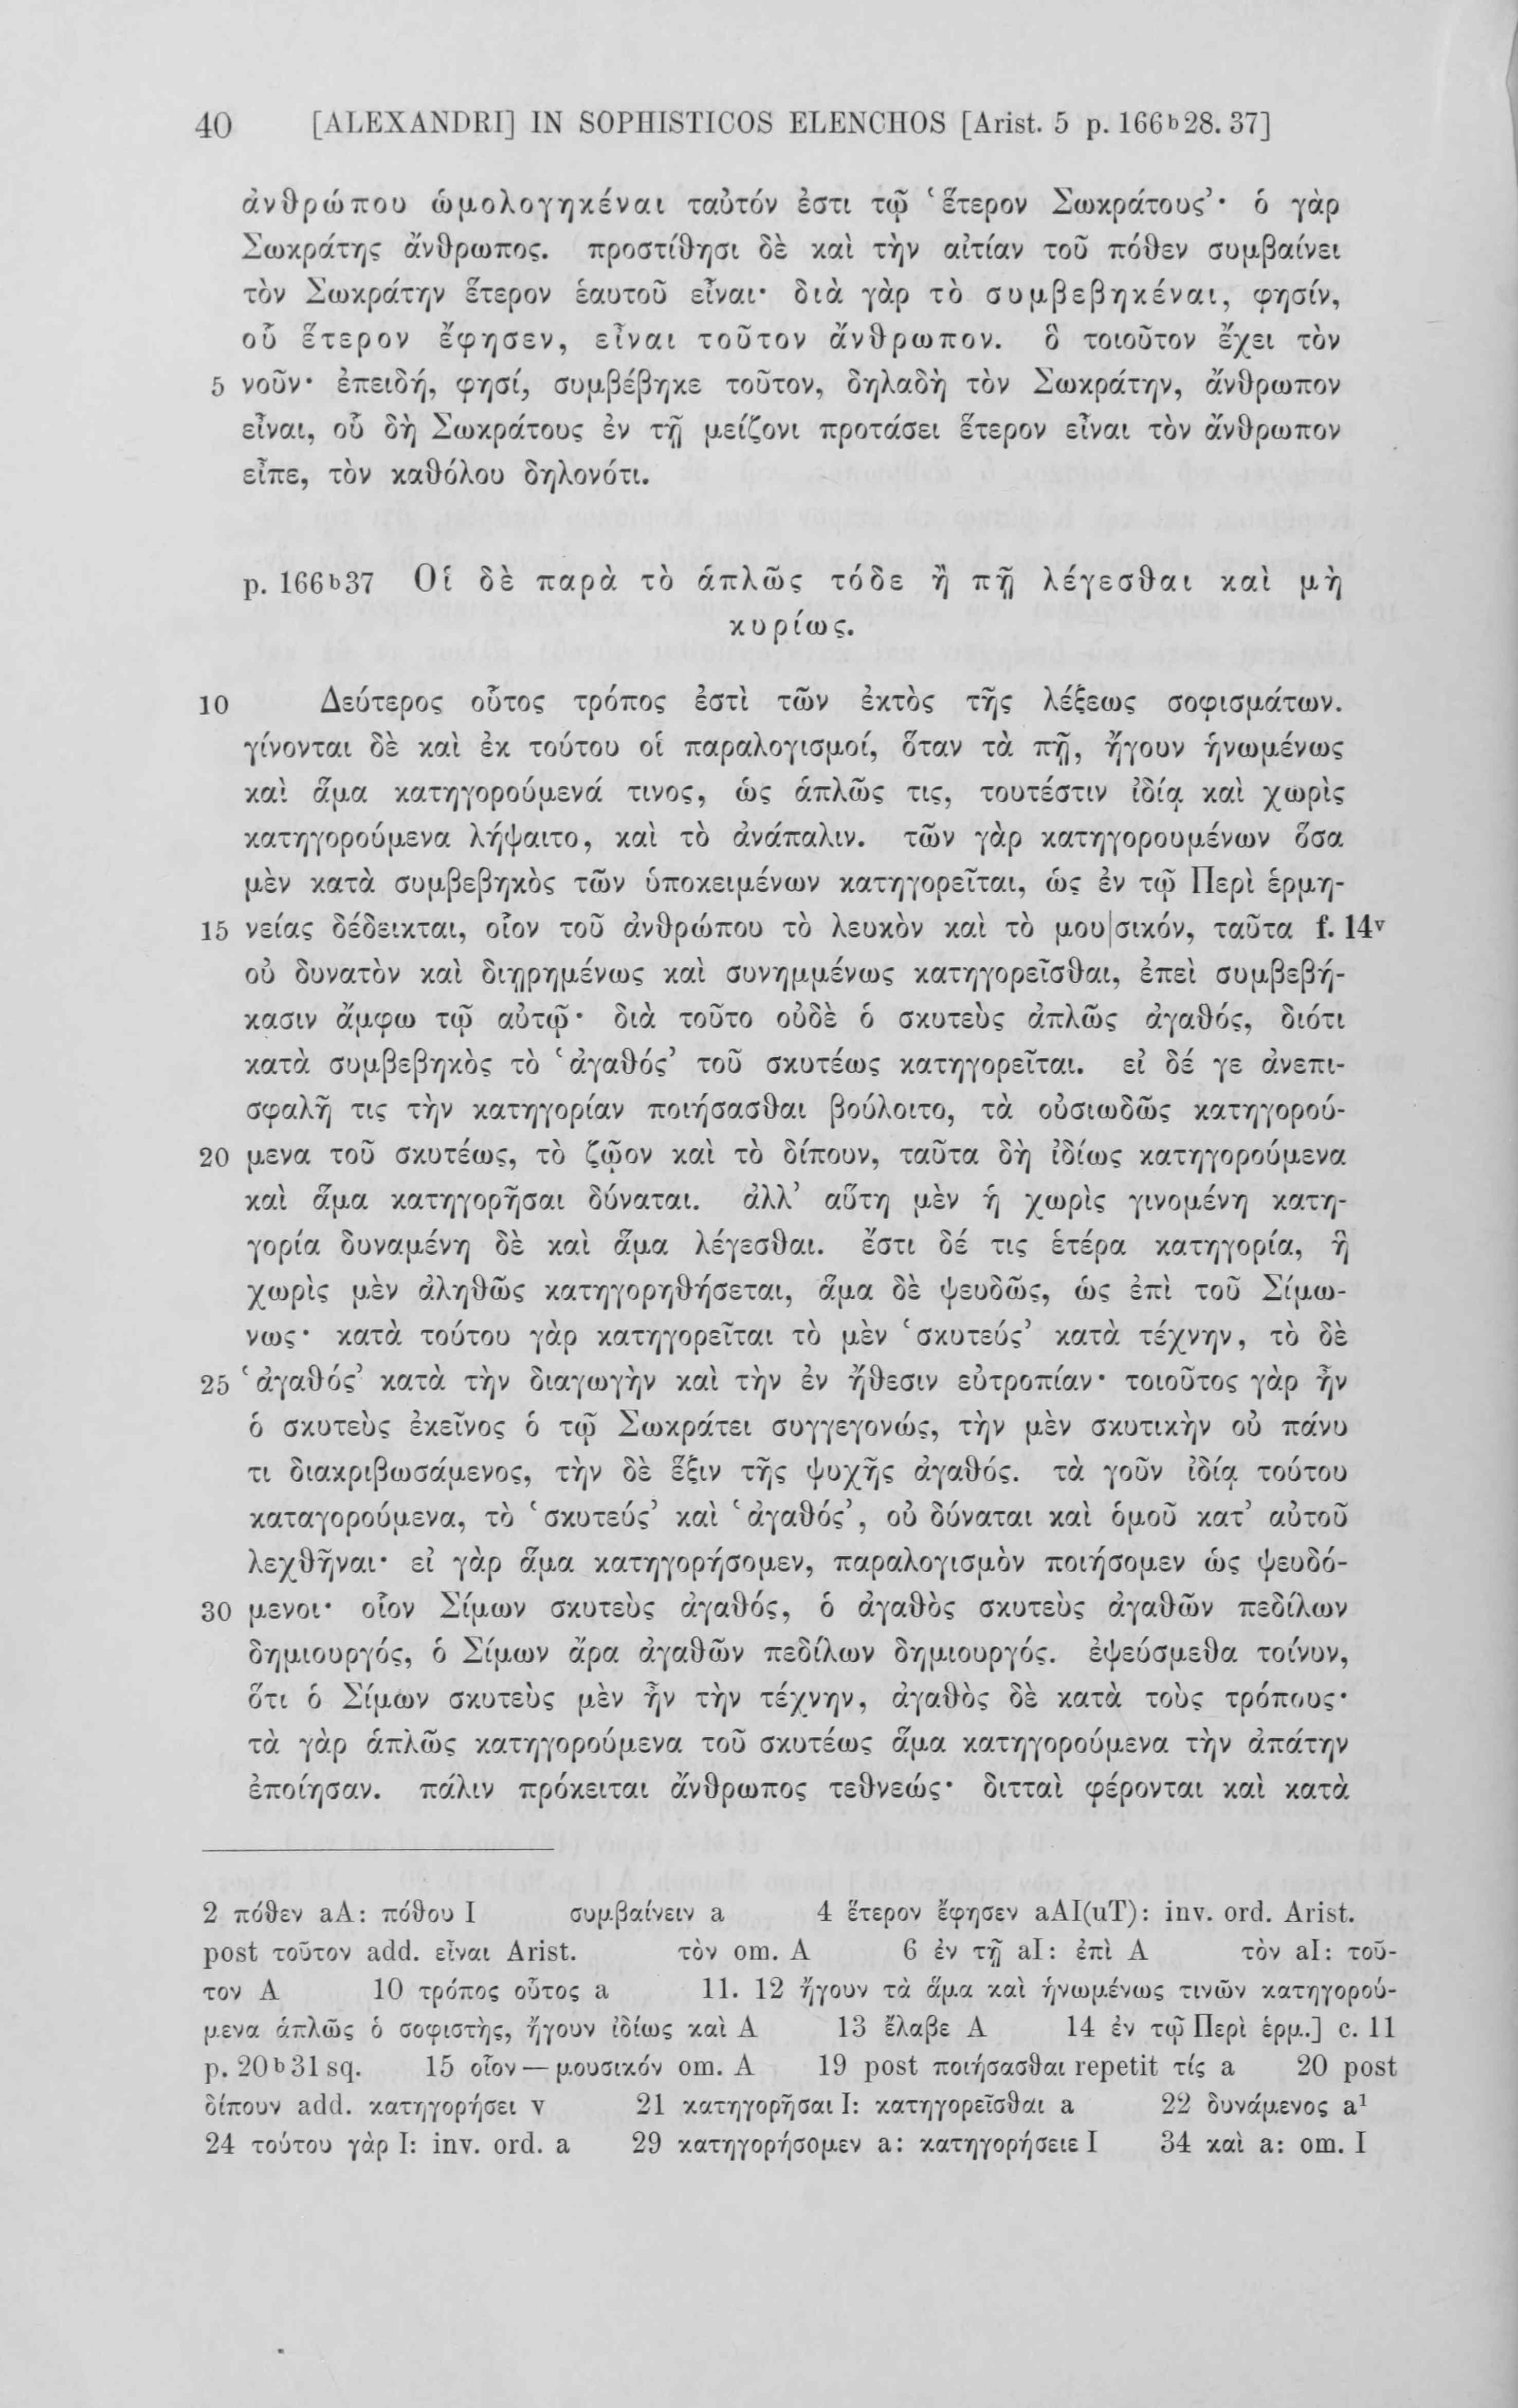 40 [ALEXANDRI] IN SOPHISTICOS ELENCHOS [Arist. 5 p. 166ᵇ28. 37]
ἀνθρώπου ὡμολογηκέναι ταὐτόν ἐστι τῷ ‘ἕτερον Σωκράτους’· ὁ γὰρ
Σωκράτης ἄνθρωπος. προστίθησι δὲ καὶ τὴν αἰτίαν τοῦ πόθεν συμβαίνει
τὸν Σωκράτην ἕτερον ἑαυτοῦ εἶναι· διὰ γὰρ τὸ συμβεβηκέναι, φησίν,
οὗ ἕτερον ἔφησεν, εἶναι τοῦτον ἄνθρωπον. ὃ τοιοῦτον ἔχει τὸν
5 νοῦν· ἐπειδή, φησί, συμβέβηκε τοῦτον, δηλαδὴ τὸν Σωκράτην, ἄνθρωπον
εἶναι, οὗ δὴ Σωκράτους ἐν τῇ μείζονι προτάσει ἕτερον εἶναι τὸν ἄνθρωπον
εἶπε, τὸν καθόλου δηλονότι.
p. 166ᵇ37 Οἱ δὲ παρὰ τὸ ἁπλῶς τόδε ἢ πῇ λέγεσθαι καὶ μὴ
κυρίως.
10 Δεύτερος οὗτος τρόπος ἐστὶ τῶν ἐκτὸς τῆς λέξεως σοφισμάτων.
γίνονται δὲ καὶ ἐκ τούτου οἱ παραλογισμοί, ὅταν τὰ πῇ, ἤγουν ἡνωμένως
καὶ ἅμα κατηγορούμενά τινος, ὡς ἁπλῶς τις, τουτέστιν ἰδίᾳ καὶ χωρὶς
κατηγορούμενα λήψαιτο, καὶ τὸ ἀνάπαλιν. τῶν γὰρ κατηγορουμένων ὅσα
μὲν κατὰ συμβεβηκὸς τῶν ὑποκειμένων κατηγορεῖται, ὡς ἐν τῷ Περὶ ἑρμη-
15 νείας δέδεικται, οἷον τοῦ ἀνθρώπου τὸ λευκὸν καὶ τὸ μου|σικόν, ταῦτα f. 14ᵛ
οὐ δυνατὸν καὶ διῃρημένως καὶ συνημμένως κατηγορεῖσθαι, ἐπεὶ συμβεβή-
κασιν ἄμφω τῷ αὐτῷ· διὰ τοῦτο οὐδὲ ὁ σκυτεὺς ἁπλῶς ἀγαθός, διότι
κατὰ συμβεβηκὸς τὸ ‘ἀγαθός’ τοῦ σκυτέως κατηγορεῖται. εἰ δέ γε ἀνεπι-
σφαλῆ τις τὴν κατηγορίαν ποιήσασθαι βούλοιτο, τὰ οὐσιωδῶς κατηγορού-
20 μενα τοῦ σκυτέως, τὸ ζῷον καὶ τὸ δίπουν, ταῦτα δὴ ἰδίως κατηγορούμενα
καὶ ἅμα κατηγορῆσαι δύναται. ἀλλ’ αὕτη μὲν ἡ χωρὶς γινομένη κατη-
γορία δυναμένη δὲ καὶ ἅμα λέγεσθαι. ἔστι δέ τις ἑτέρα κατηγορία, ἣ
χωρὶς μὲν ἀληθῶς κατηγορηθήσεται, ἅμα δὲ ψευδῶς, ὡς ἐπὶ τοῦ Σίμω-
νως· κατὰ τούτου γὰρ κατηγορεῖται τὸ μὲν ‘σκυτεύς’ κατὰ τέχνην, τὸ δὲ
25 ‘ἀγαθός’ κατὰ τὴν διαγωγὴν καὶ τὴν ἐν ἤθεσιν εὐτροπίαν· τοιοῦτος γὰρ ἦν
ὁ σκυτεὺς ἐκεῖνος ὁ τῷ Σωκράτει συγγεγονώς, τὴν μὲν σκυτικὴν οὐ πάνυ
τι διακριβωσάμενος, τὴν δὲ ἕξιν τῆς ψυχῆς ἀγαθός. τὰ γοῦν ἰδίᾳ τούτου
καταγορούμενα, τὸ ‘σκυτεύς’ καὶ ‘ἀγαθός’, οὐ δύναται καὶ ὁμοῦ κατ’ αὐτοῦ
λεχθῆναι· εἰ γὰρ ἅμα κατηγορήσομεν, παραλογισμὸν ποιήσομεν ὡς ψευδό-
30 μενοι· οἷον Σίμων σκυτεὺς ἀγαθός, ὁ ἀγαθὸς σκυτεὺς ἀγαθῶν πεδίλων
δημιουργός, ὁ Σίμων ἄρα ἀγαθῶν πεδίλων δημιουργός. ἐψεύσμεθα τοίνυν,
ὅτι ὁ Σίμων σκυτεὺς μὲν ἦν τὴν τέχνην, ἀγαθὸς δὲ κατὰ τοὺς τρόπους·
τὰ γὰρ ἁπλῶς κατηγορούμενα τοῦ σκυτέως ἅμα κατηγορούμενα τὴν ἀπάτην
ἐποίησαν. πάλιν πρόκειται ἄνθρωπος τεθνεώς· διτταὶ φέρονται καὶ κατὰ
2 πόθεν aA: πόθου I συμβαίνειν a 4 ἕτερον ἔφησεν aAI(uT): inv. ord. Arist.
post τοῦτον add. εἶναι Arist. τὸν om. A 6 ἐν τῇ aI: ἐπὶ A τὸν aI: τοῦ-
τον A 10 τρόπος οὗτος a 11. 12 ἤγουν τὰ ἅμα καὶ ἡνωμένως τινῶν κατηγορού-
μενα ἁπλῶς ὁ σοφιστὴς, ἤγουν ἰδίως καὶ A 13 ἔλαβε A 14 ἐν τῷ Περὶ ἑρμ.] c. 11
p. 20ᵇ31 sq. 15 οἷον — μουσικόν om. A 19 post ποιήσασθαι repetit τίς a 20 post
δίπουν add. κατηγορήσει v 21 κατηγορῆσαι I: κατηγορεῖσθαι a 22 δυνάμενος a¹
24 τούτου γὰρ I: inv. ord. a 29 κατηγορήσομεν a: κατηγορήσειε I 34 καὶ a: om. I